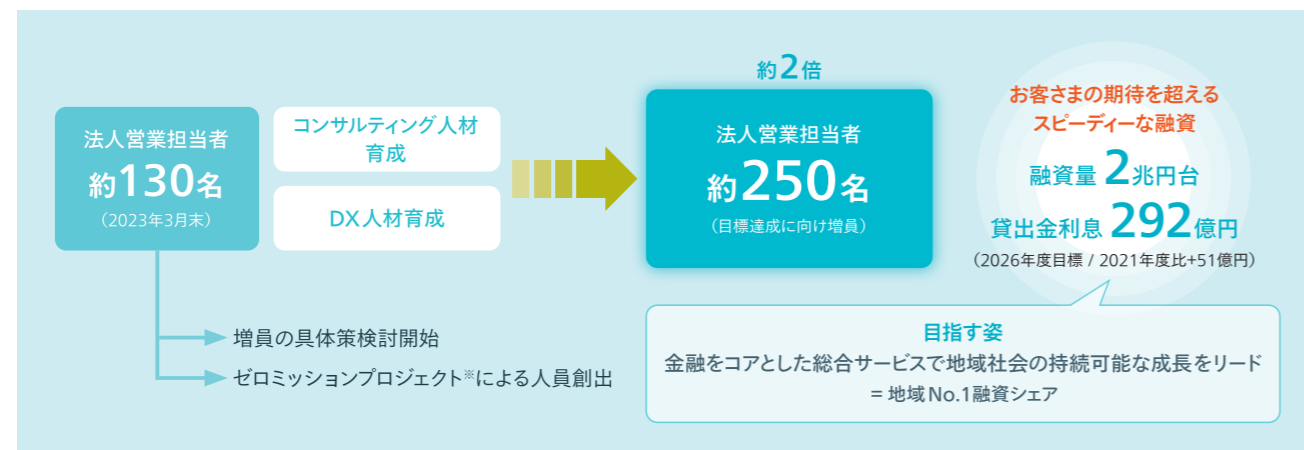 法人営業担当者
約130名
（2023年3月末）
コンサルティング人材
育成
DX人材育成
増員の具体策検討開始
ゼロミッションプロジェクト※による人員創出
約2倍
法人営業担当者
約250名
（目標達成に向け増員）
お客さまの期待を超える
スピーディーな融資
融資量 2兆円台
貸出金利息 292億円
（2026年度目標 / 2021年度比+51億円）
目指す姿
金融をコアとした総合サービスで地域社会の持続可能な成長をリード
= 地域No.1融資シェア